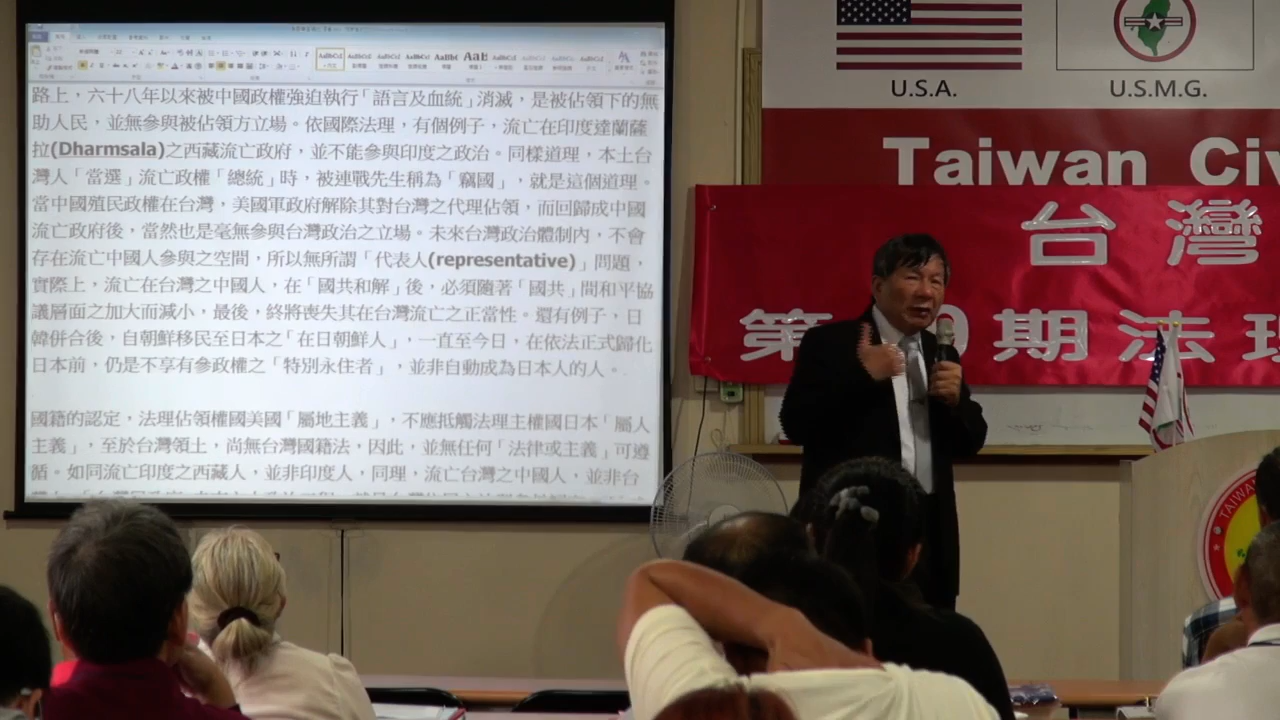 路上，六十八年以來被中國政權強迫執行「語言及血統」消滅，是被佔領下的無
助人民，並無參與被佔領方立場。依國際法理，有個例子，流亡在印度達蘭薩
拉(Dharmsala)之西藏流亡政府，並不能參與印度之政治。同樣道理，本土台
灣人「當選」流亡政權「總統」時，被連戰先生稱為「竊國」，就是這個道理。
當中國殖民政權在台灣，美國軍政府解除其對台灣之代理佔領，而回歸成中國
流亡政府後，當然也是毫無參與台灣政治之立場。未來台灣政治體制內，不會
存在流亡中國人參與之空間，所以無所謂「代表人(representative)」問題，
實際上，流亡在台灣之中國人，在「國共和解」後，必須隨著「國共」間和平協
議層面之加大而減小，最後，終將喪失其在台灣流亡之正當性。還有例子，日
韓併合後，自朝鮮移民至日本之「在日朝鮮人」，一直至今日，在依法正式歸化
日本前，仍是不享有參政權之「特別永住者」，並非自動成為日本人的人。
國籍的認定，法理佔領權國美國「屬地主義」，不應抵觸法理主權國日本「屬人
主義」，至於台灣領土，尚無台灣國籍法，因此，並無任何「法律或主義」可遵
循。如同流亡印度之西藏人，並非印度人，同理，流亡台灣之中國人，並非台
U.S.A.
U.S.M.G.
Taiwan Civ
台灣
第 9期法理
TAIWAN